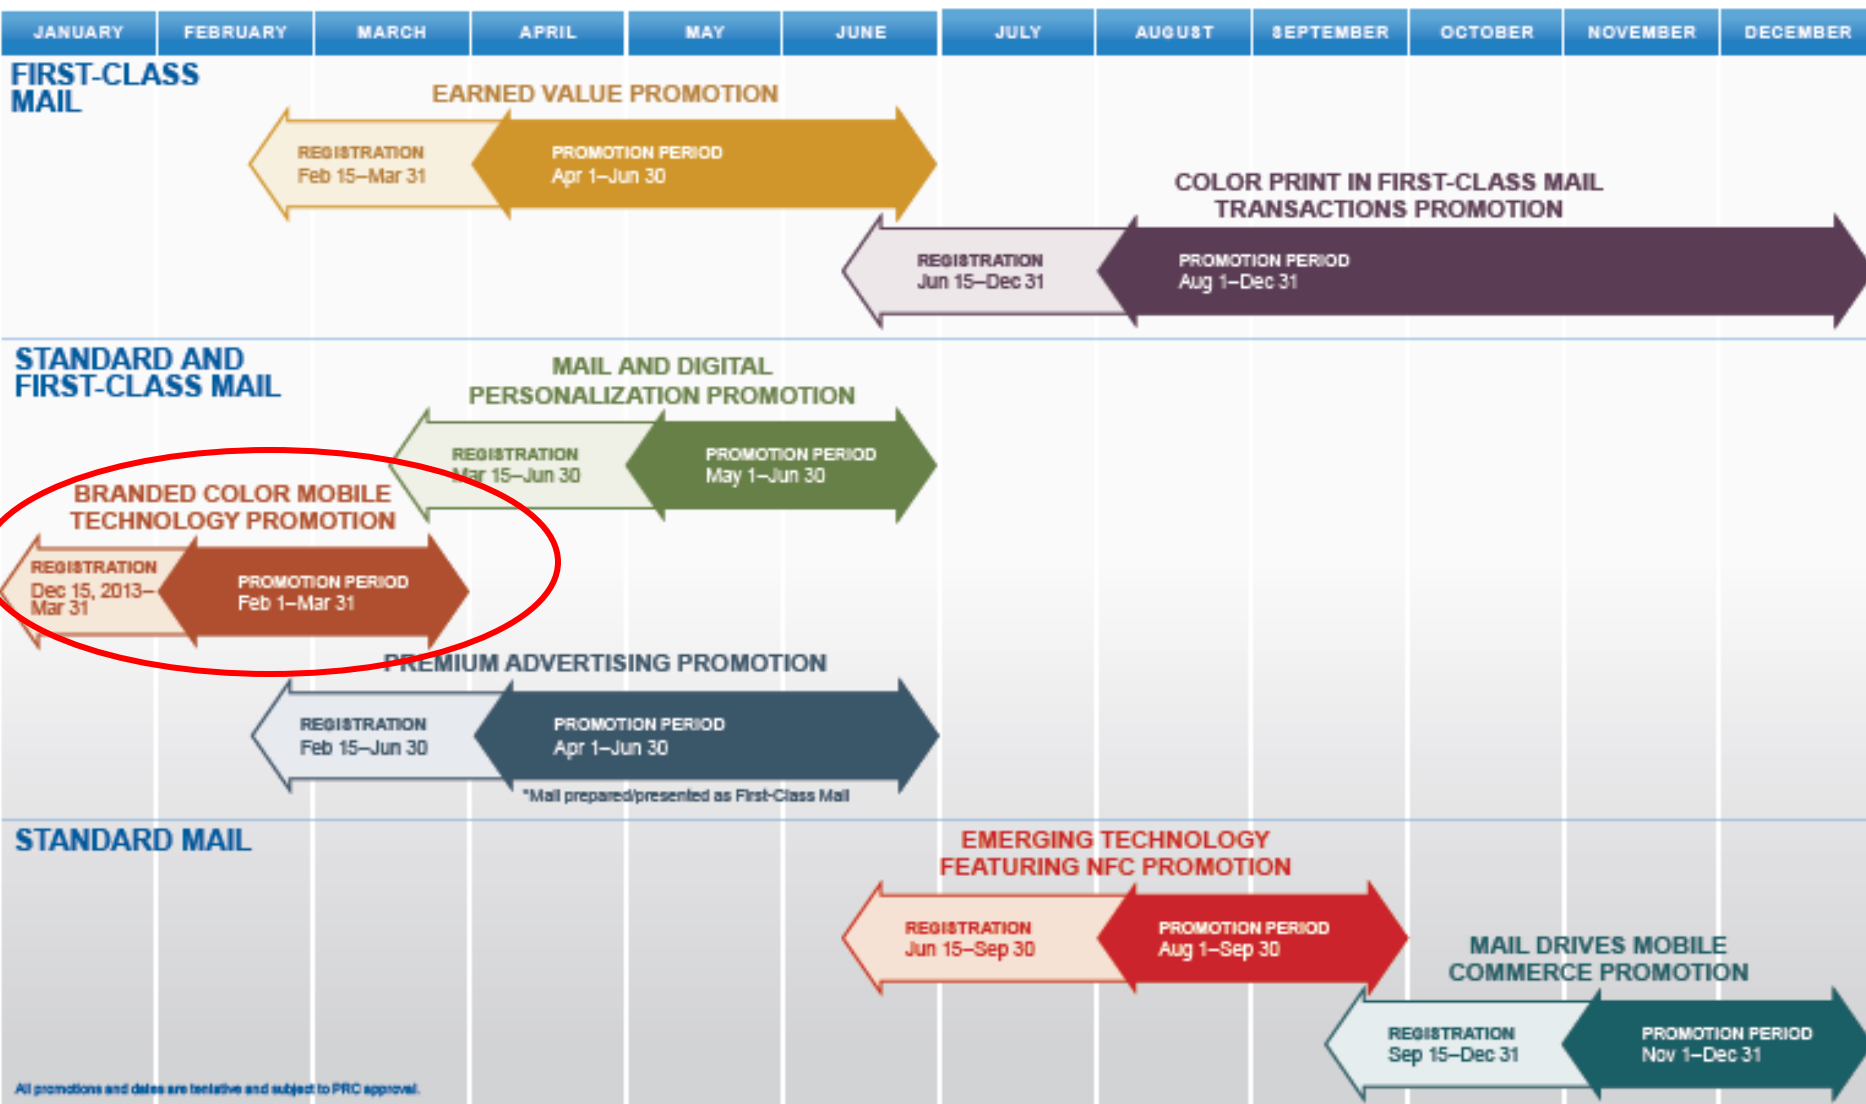 JANUARY FEBRUARY MARCH APRIL MAY JUNE JULY AUGUST SEPTEMBER OCTOBER NOVEMBER DECEMBER
FIRST-CLASS
MAIL
EARNED VALUE PROMOTION
REGISTRATION
Feb 15–Mar 31
PROMOTION PERIOD
Apr 1–Jun 30
COLOR PRINT IN FIRST-CLASS MAIL
TRANSACTIONS PROMOTION
REGISTRATION
Jun 15–Dec 31
PROMOTION PERIOD
Aug 1–Dec 31
STANDARD AND
FIRST-CLASS MAIL
MAIL AND DIGITAL
PERSONALIZATION PROMOTION
REGISTRATION
Mar 15–Jun 30
PROMOTION PERIOD
May 1–Jun 30
BRANDED COLOR MOBILE
TECHNOLOGY PROMOTION
REGISTRATION
Dec 15, 2013–
Mar 31
PROMOTION PERIOD
Feb 1–Mar 31
PREMIUM ADVERTISING PROMOTION
REGISTRATION
Feb 15–Jun 30
PROMOTION PERIOD
Apr 1–Jun 30
*Mail prepared/presented as First-Class Mail
STANDARD MAIL
EMERGING TECHNOLOGY
FEATURING NFC PROMOTION
REGISTRATION
Jun 15–Sep 30
PROMOTION PERIOD
Aug 1–Sep 30
MAIL DRIVES MOBILE
COMMERCE PROMOTION
REGISTRATION
Sep 15–Dec 31
PROMOTION PERIOD
Nov 1–Dec 31
All promotions and dates are tentative and subject to PRC approval.